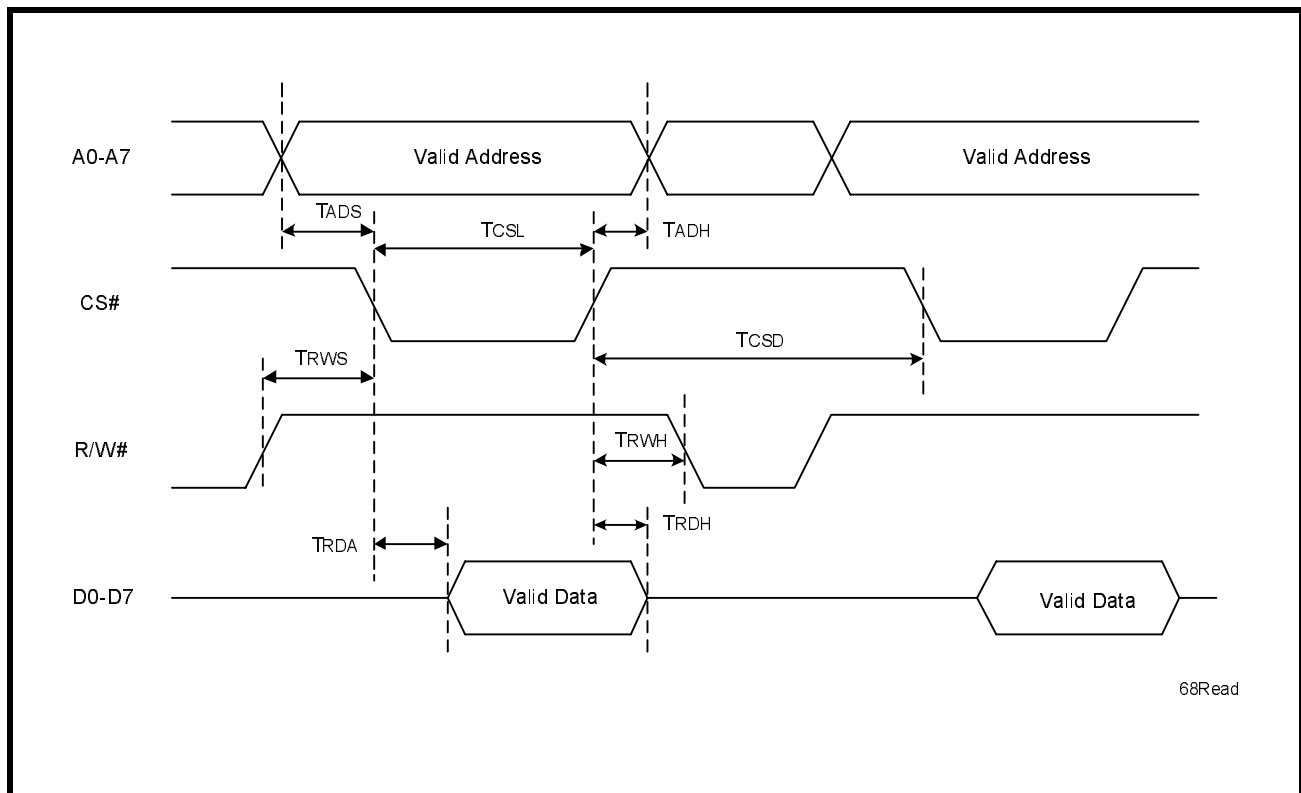 A0-A7
Valid Address
Valid Address
TADS
TCSL
TADH
CS#
TCSD
TRWS
R/W#
TRWH
TRDH
TRDA
D0-D7
Valid Data
Valid Data
68Read